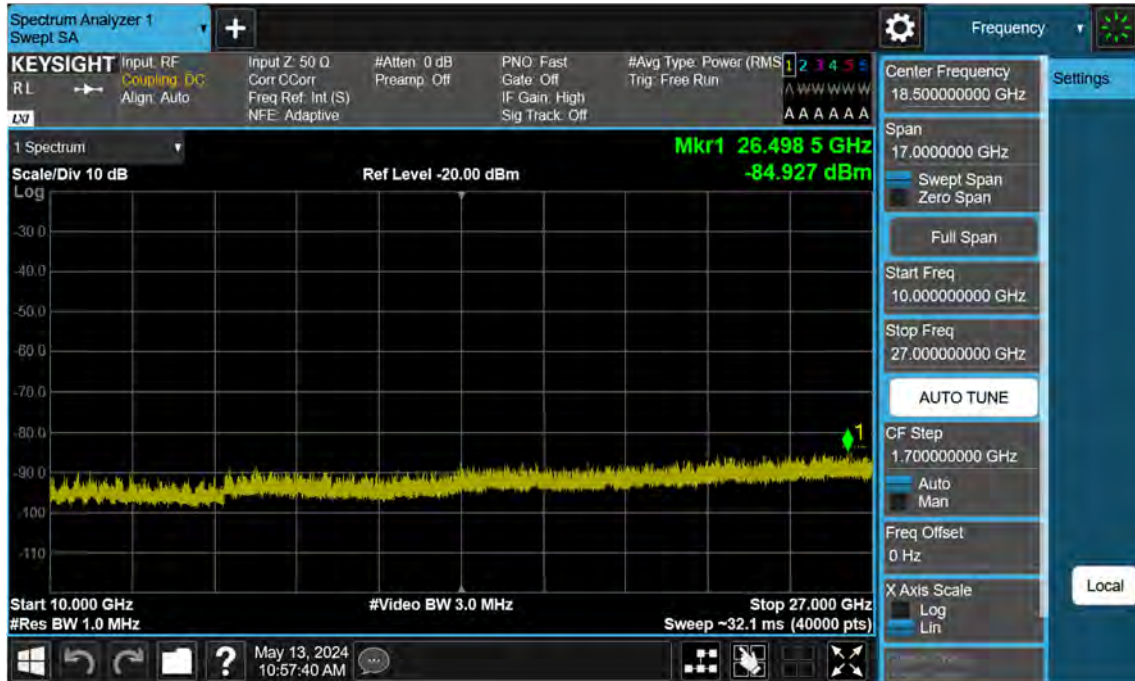 Spectrum Analyzer 1
Swept SA
Frequency
KEYSIGHT
RL
LXI
Input: RF
Coupling: DC
Align: Auto
Input Z: 50 Ω
Corr CCorr
Freq Ref: Int (S)
NFE: Adaptive
#Atten: 0 dB
Preamp: Off
PNO: Fast
Gate: Off
IF Gain: High
Sig Track: Off
#Avg Type: Power (RMS
Trig: Free Run
1 2 3 4 5 6
A W W W W W
A A A A A A
1 Spectrum
Scale/Div 10 dB
Ref Level -20.00 dBm
Mkr1 26.498 5 GHz
-84.927 dBm
Log
-30.0
-40.0
-50.0
-60.0
-70.0
-80.0
-90.0
-100
-110
1
Start 10.000 GHz
#Video BW 3.0 MHz
Stop 27.000 GHz
#Res BW 1.0 MHz
Sweep ~32.1 ms (40000 pts)
?
May 13, 2024
10:57:40 AM
Center Frequency
18.500000000 GHz
Settings
Span
17.0000000 GHz
Swept Span
Zero Span
Full Span
Start Freq
10.000000000 GHz
Stop Freq
27.000000000 GHz
AUTO TUNE
CF Step
1.700000000 GHz
Auto
Man
Freq Offset
0 Hz
X Axis Scale
Log
Lin
Local